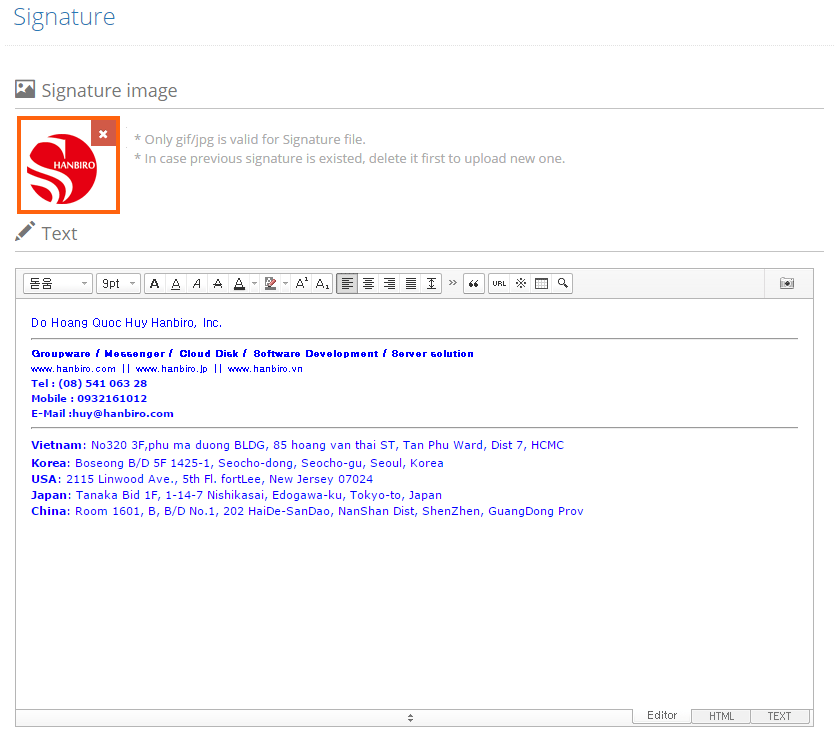 Signature
Signature image
HANBIRO
* Only gif/jpg is valid for Signature file.
* In case previous signature is existed, delete it first to upload new one.
Text
돋움 9pt A A A A A A¹ A₁ URL
Do Hoang Quoc Huy Hanbiro, Inc.
Groupware / Messenger / Cloud Disk / Software Development / Server solution
www.hanbiro.com || www.hanbiro.jp || www.hanbiro.vn
Tel : (08) 541 063 28
Mobile : 0932161012
E-Mail :huy@hanbiro.com
Vietnam: No320 3F,phu ma duong BLDG, 85 hoang van thai ST, Tan Phu Ward, Dist 7, HCMC
Korea: Boseong B/D 5F 1425-1, Seocho-dong, Seocho-gu, Seoul, Korea
USA: 2115 Linwood Ave., 5th Fl. fortLee, New Jersey 07024
Japan: Tanaka Bid 1F, 1-14-7 Nishikasai, Edogawa-ku, Tokyo-to, Japan
China: Room 1601, B, B/D No.1, 202 HaiDe-SanDao, NanShan Dist, ShenZhen, GuangDong Prov
Editor HTML TEXT